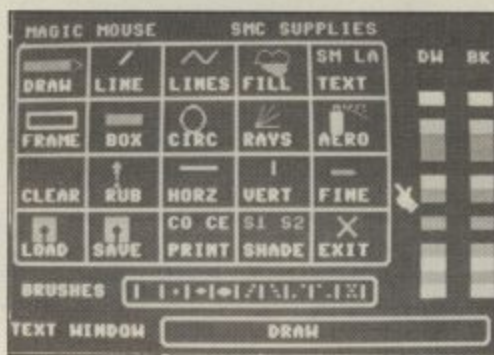 MAGIC MOUSE SMC SUPPLIES
SM LA DW BK
DRAW LINE LINES FILL TEXT
FRAME BOX CIRC RAYS AERO
CLEAR RUB HORZ VERT FINE
CO CE S1 S2
LOAD SAVE PRINT SHADE EXIT
BRUSHES
TEXT WINDOW DRAW